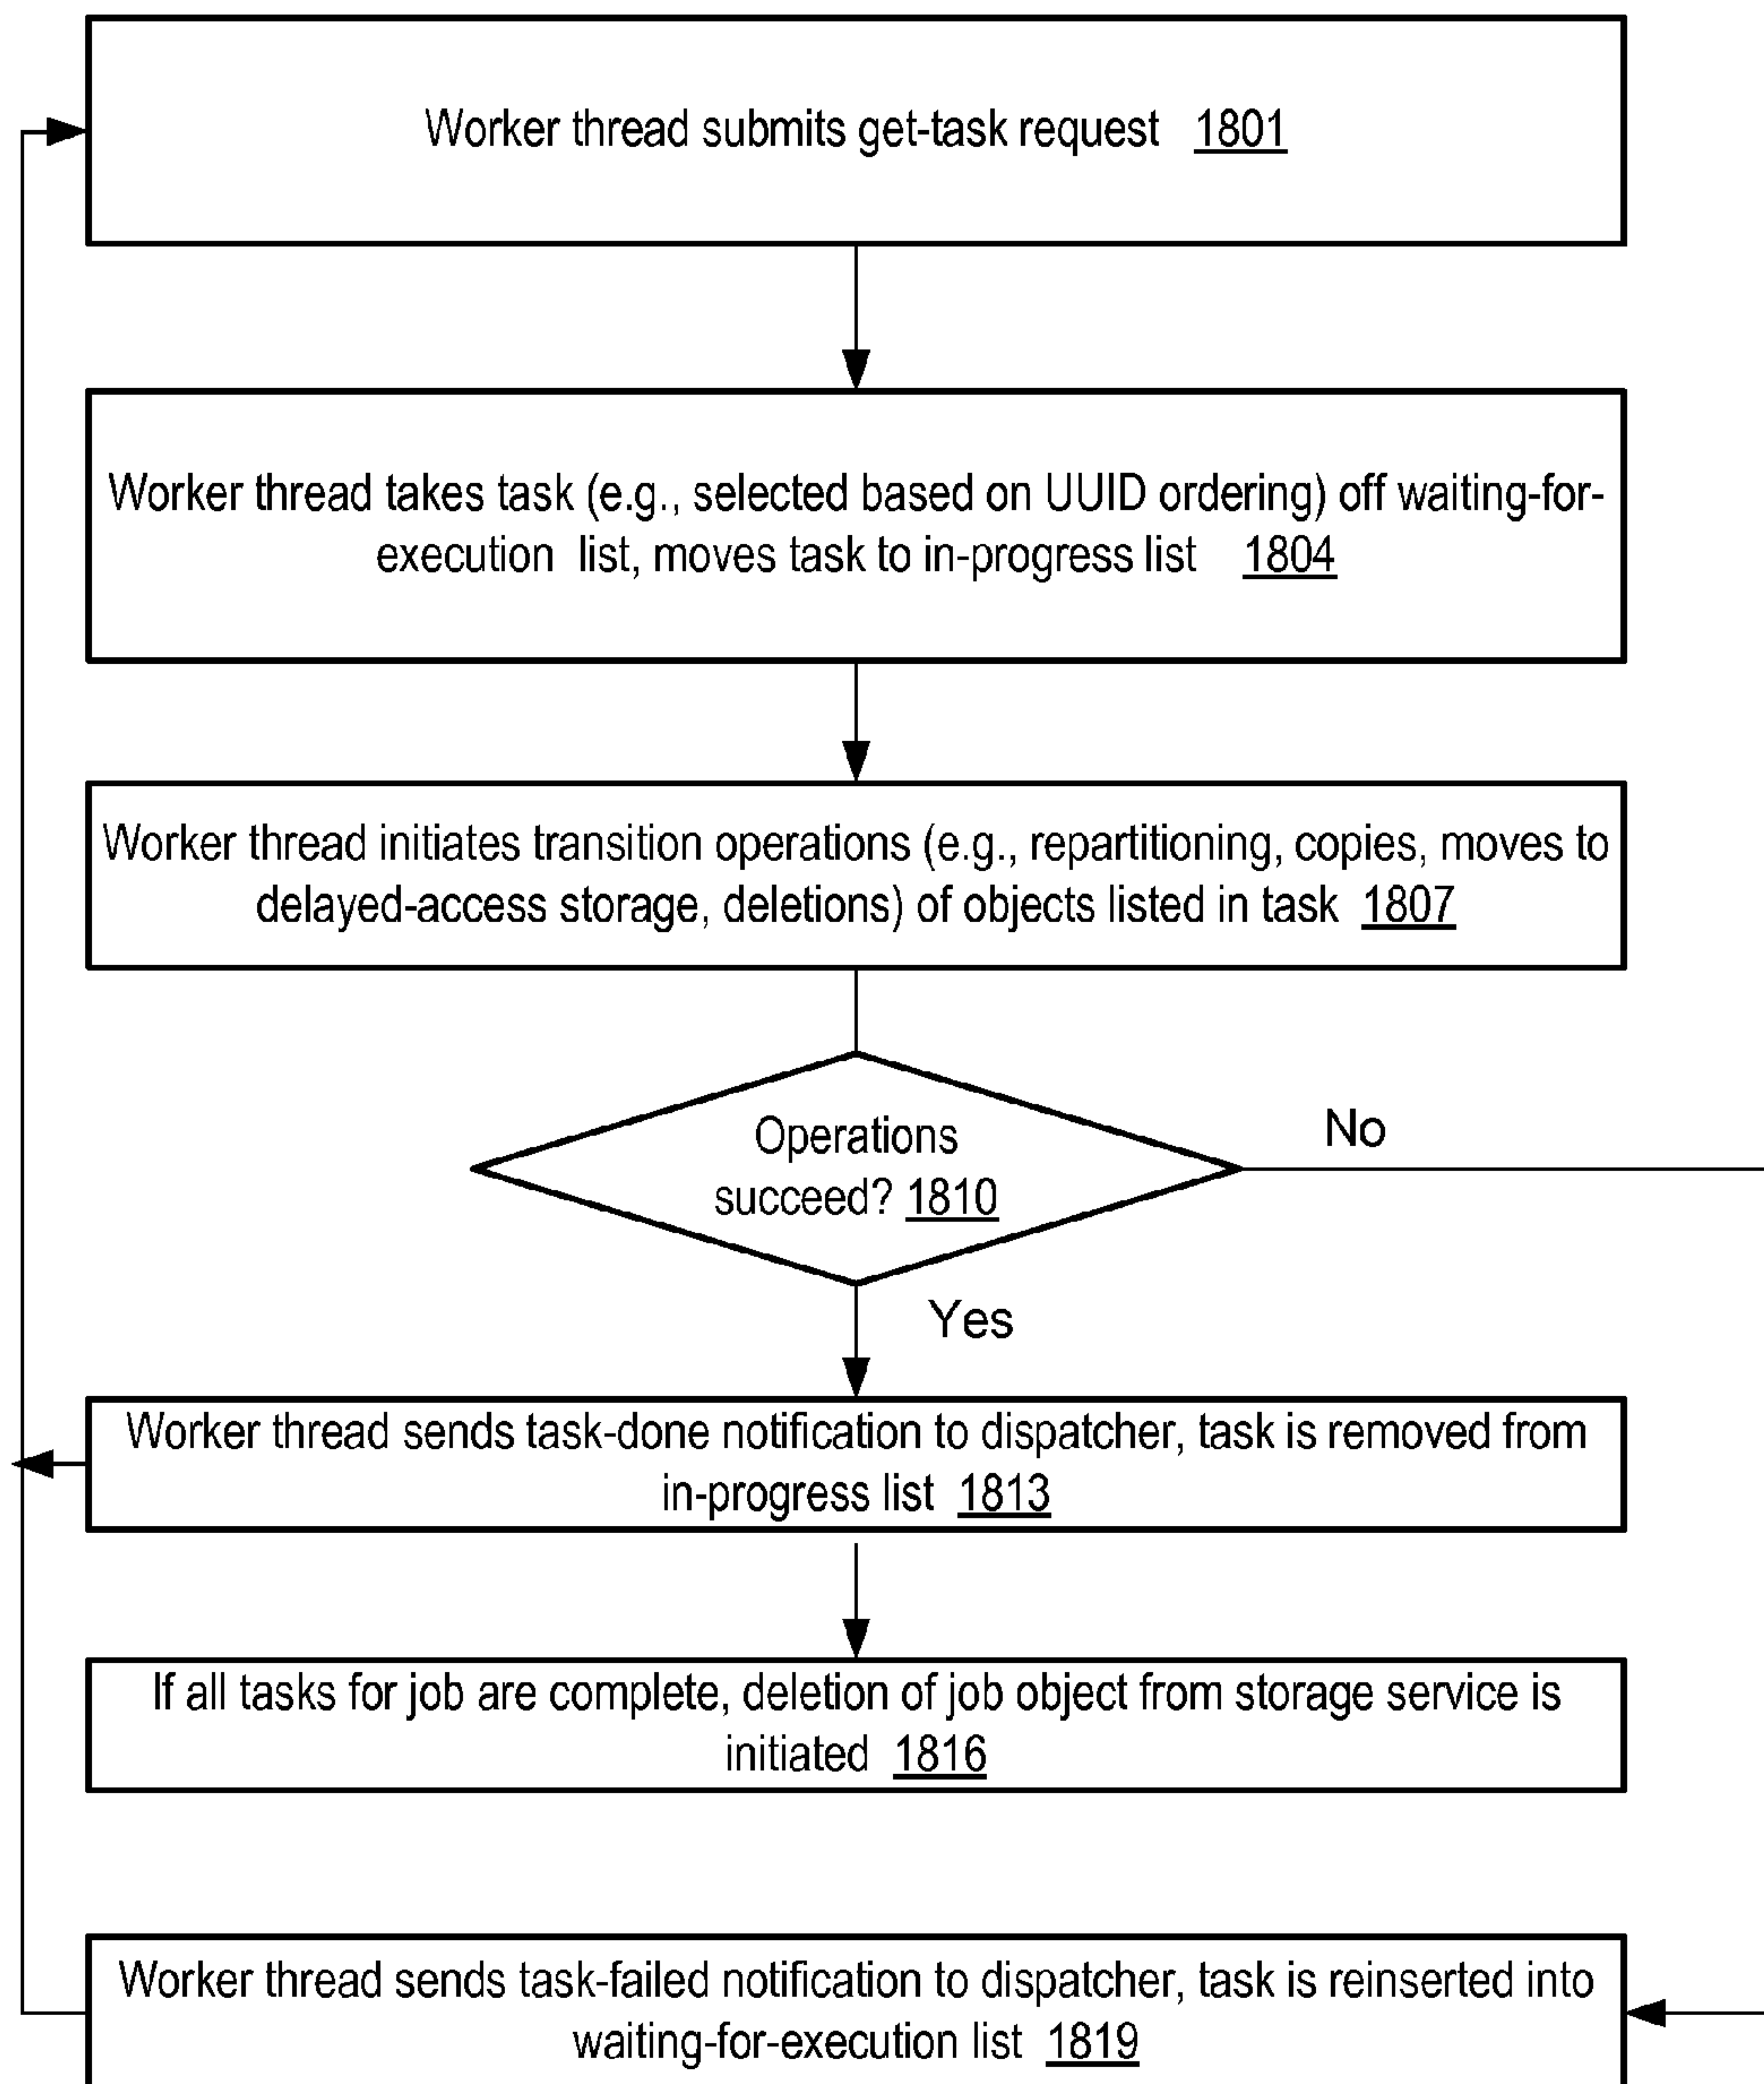 Worker thread submits get-task request 1801
Worker thread takes task (e.g., selected based on UUID ordering) off waiting-for-
execution list, moves task to in-progress list 1804
Worker thread initiates transition operations (e.g., repartitioning, copies, moves to
delayed-access storage, deletions) of objects listed in task 1807
Operations
succeed? 1810
No
Yes
Worker thread sends task-done notification to dispatcher, task is removed from
in-progress list 1813
If all tasks for job are complete, deletion of job object from storage service is
initiated 1816
Worker thread sends task-failed notification to dispatcher, task is reinserted into
waiting-for-execution list 1819